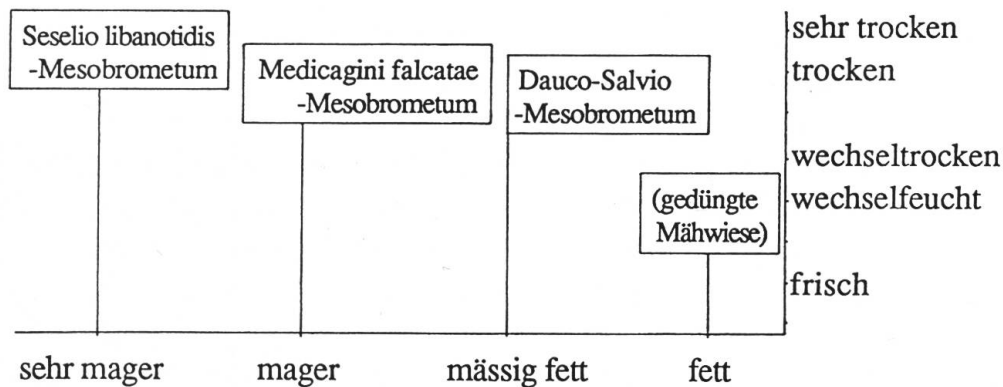 Seselio libanotidis
-Mesobrometum
Medicagini falcatae
-Mesobrometum
Dauco-Salvio
-Mesobrometum
(gedüngte
Mähwiese)
sehr trocken
trocken
wechseltrocken
wechselfeucht
frisch
sehr mager
mager
mässig fett
fett